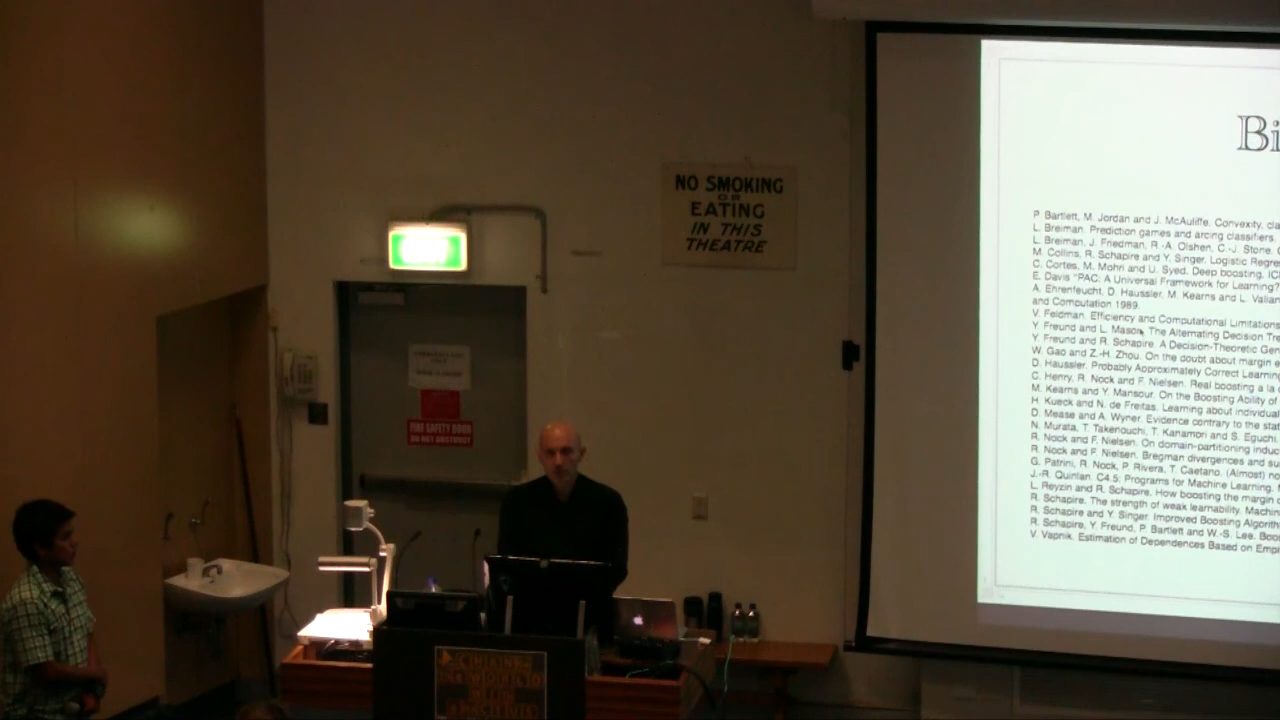 NO SMOKING
OR
EATING
IN THIS
THEATRE
FIRE SAFETY DOOR
DO NOT OBSTRUCT
Bi
P. Bartlett, M. Jordan and J. McAuliffe. Convexity, cla
L. Breiman. Prediction games and arcing classifiers.
L. Breiman, J. Friedman, R.-A. Olshen, C.-J. Stone.
M. Collins, R. Schapire and Y. Singer. Logistic Regre
C. Cortes, M. Mohri and U. Syed. Deep boosting. IC
E. Davis "PAC: A Universal Framework for Learning?
A. Ehrenfeucht, D. Haussler, M. Kearns and L. Valian
and Computation 1989.
V. Feldman. Efficiency and Computational Limitations
Y. Freund and L. Mason. The Alternating Decision Tre
Y. Freund and R. Schapire. A Decision-Theoretic Gen
W. Gao and Z.-H. Zhou. On the doubt about margin e
D. Haussler. Probably Approximately Correct Learnin
C. Henry, R. Nock and F. Nielsen. Real boosting a la
M. Kearns and Y. Mansour. On the Boosting Ability of
H. Kueck and N. de Freitas. Learning about individua
D. Mease and A. Wyner. Evidence contrary to the stat
N. Murata, T. Takenouchi, T. Kanamori and S. Eguchi.
R. Nock and F. Nielsen. On domain-partitioning induc
R. Nock and F. Nielsen. Bregman divergences and su
G. Patrini, R. Nock, P. Rivera, T. Caetano. (Almost) no
J.-R. Quinlan. C4.5: Programs for Machine Learning.
L. Reyzin and R. Schapire. How boosting the margin
R. Schapire. The strength of weak learnability. Machin
R. Schapire and Y. Singer. Improved Boosting Algorith
R. Schapire, Y. Freund, P. Bartlett and W.-S. Lee. Boo
V. Vapnik. Estimation of Dependences Based on Emp